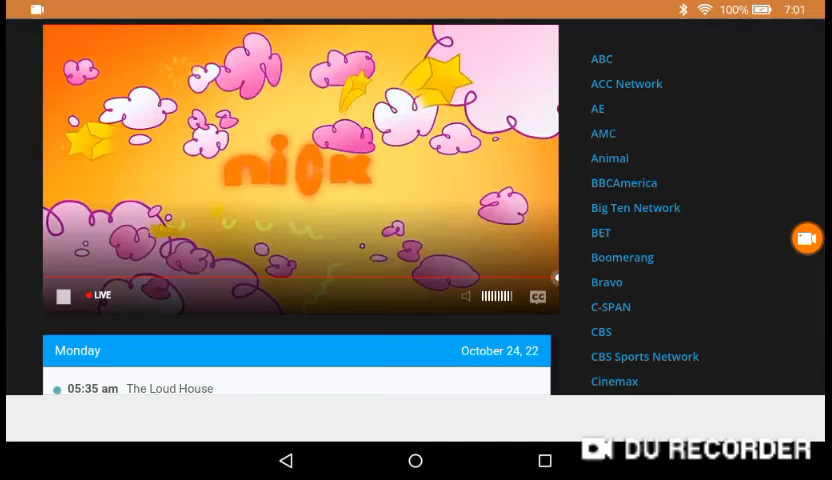 100% 7:01
nick
LIVE
CC
Monday October 24, 22
05:35 am The Loud House
ABC
ACC Network
AE
AMC
Animal
BBCAmerica
Big Ten Network
BET
Boomerang
Bravo
C-SPAN
CBS
CBS Sports Network
Cinemax
DU RECORDER